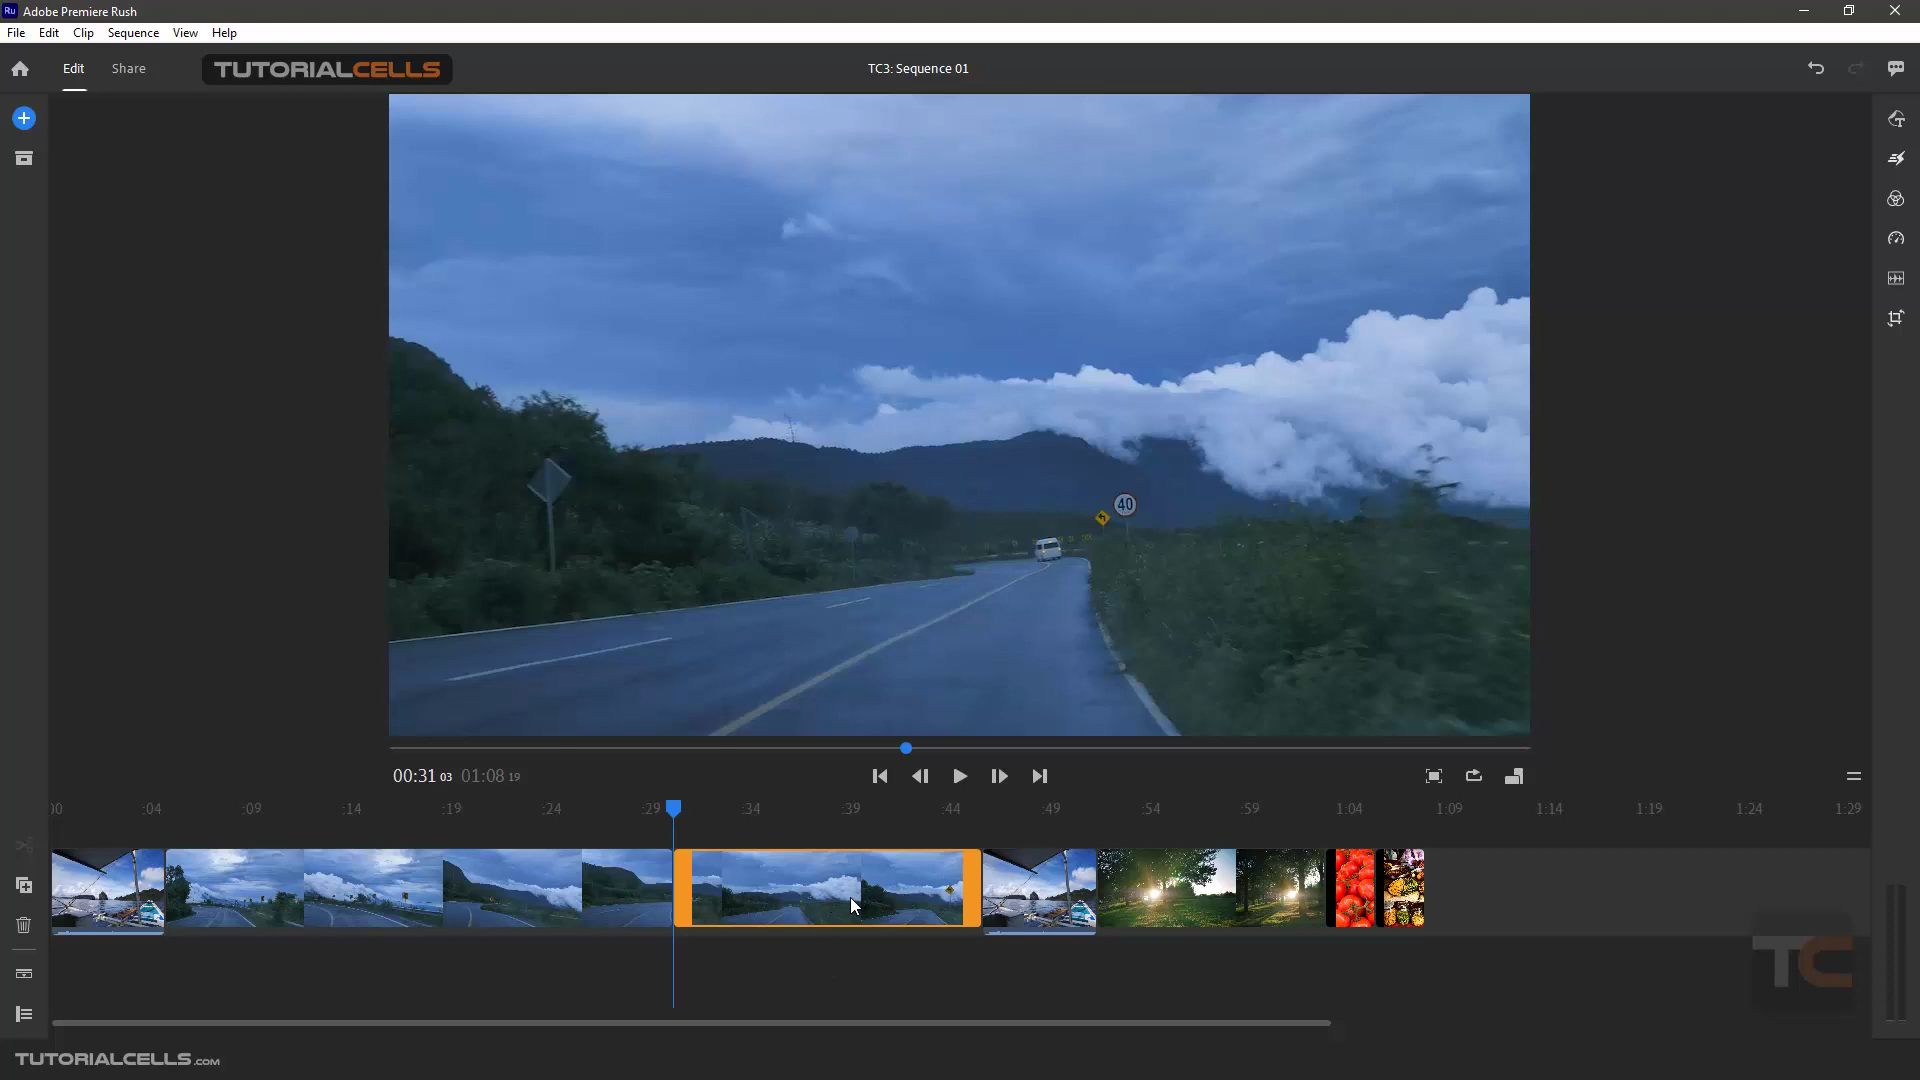 Ru Adobe Premiere Rush
File Edit Clip Sequence View Help
Edit Share TUTORIALCELLS TC3: Sequence 01
40
00:31 03 01:08 19
00 :04 :09 :14 :19 :24 :29 :34 :39 :44 :49 :54 :59 1:04 1:09 1:14 1:19 1:24 1:29
TC
TUTORIALCELLS.COM